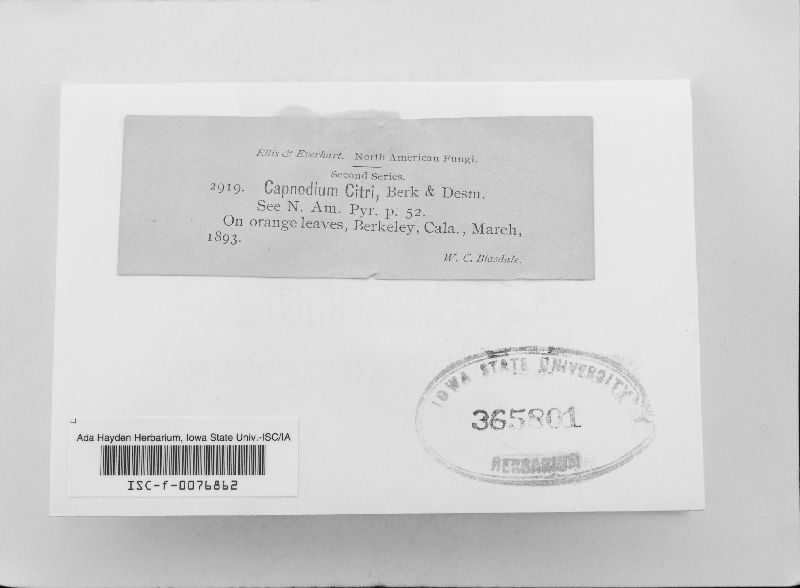 Ellis & Everhart. North American Fungi.
Second Series.
2919. Capnodium Citri, Berk & Desm.
See N. Am. Pyr. p. 52.
On orange leaves, Berkeley, Cala., March,
1893.
W. C. Blasdale.
IOWA STATE UNIVERSITY
365801
HERBARIUM
Ada Hayden Herbarium, Iowa State Univ.-ISC/IA
ISC-f-0076862